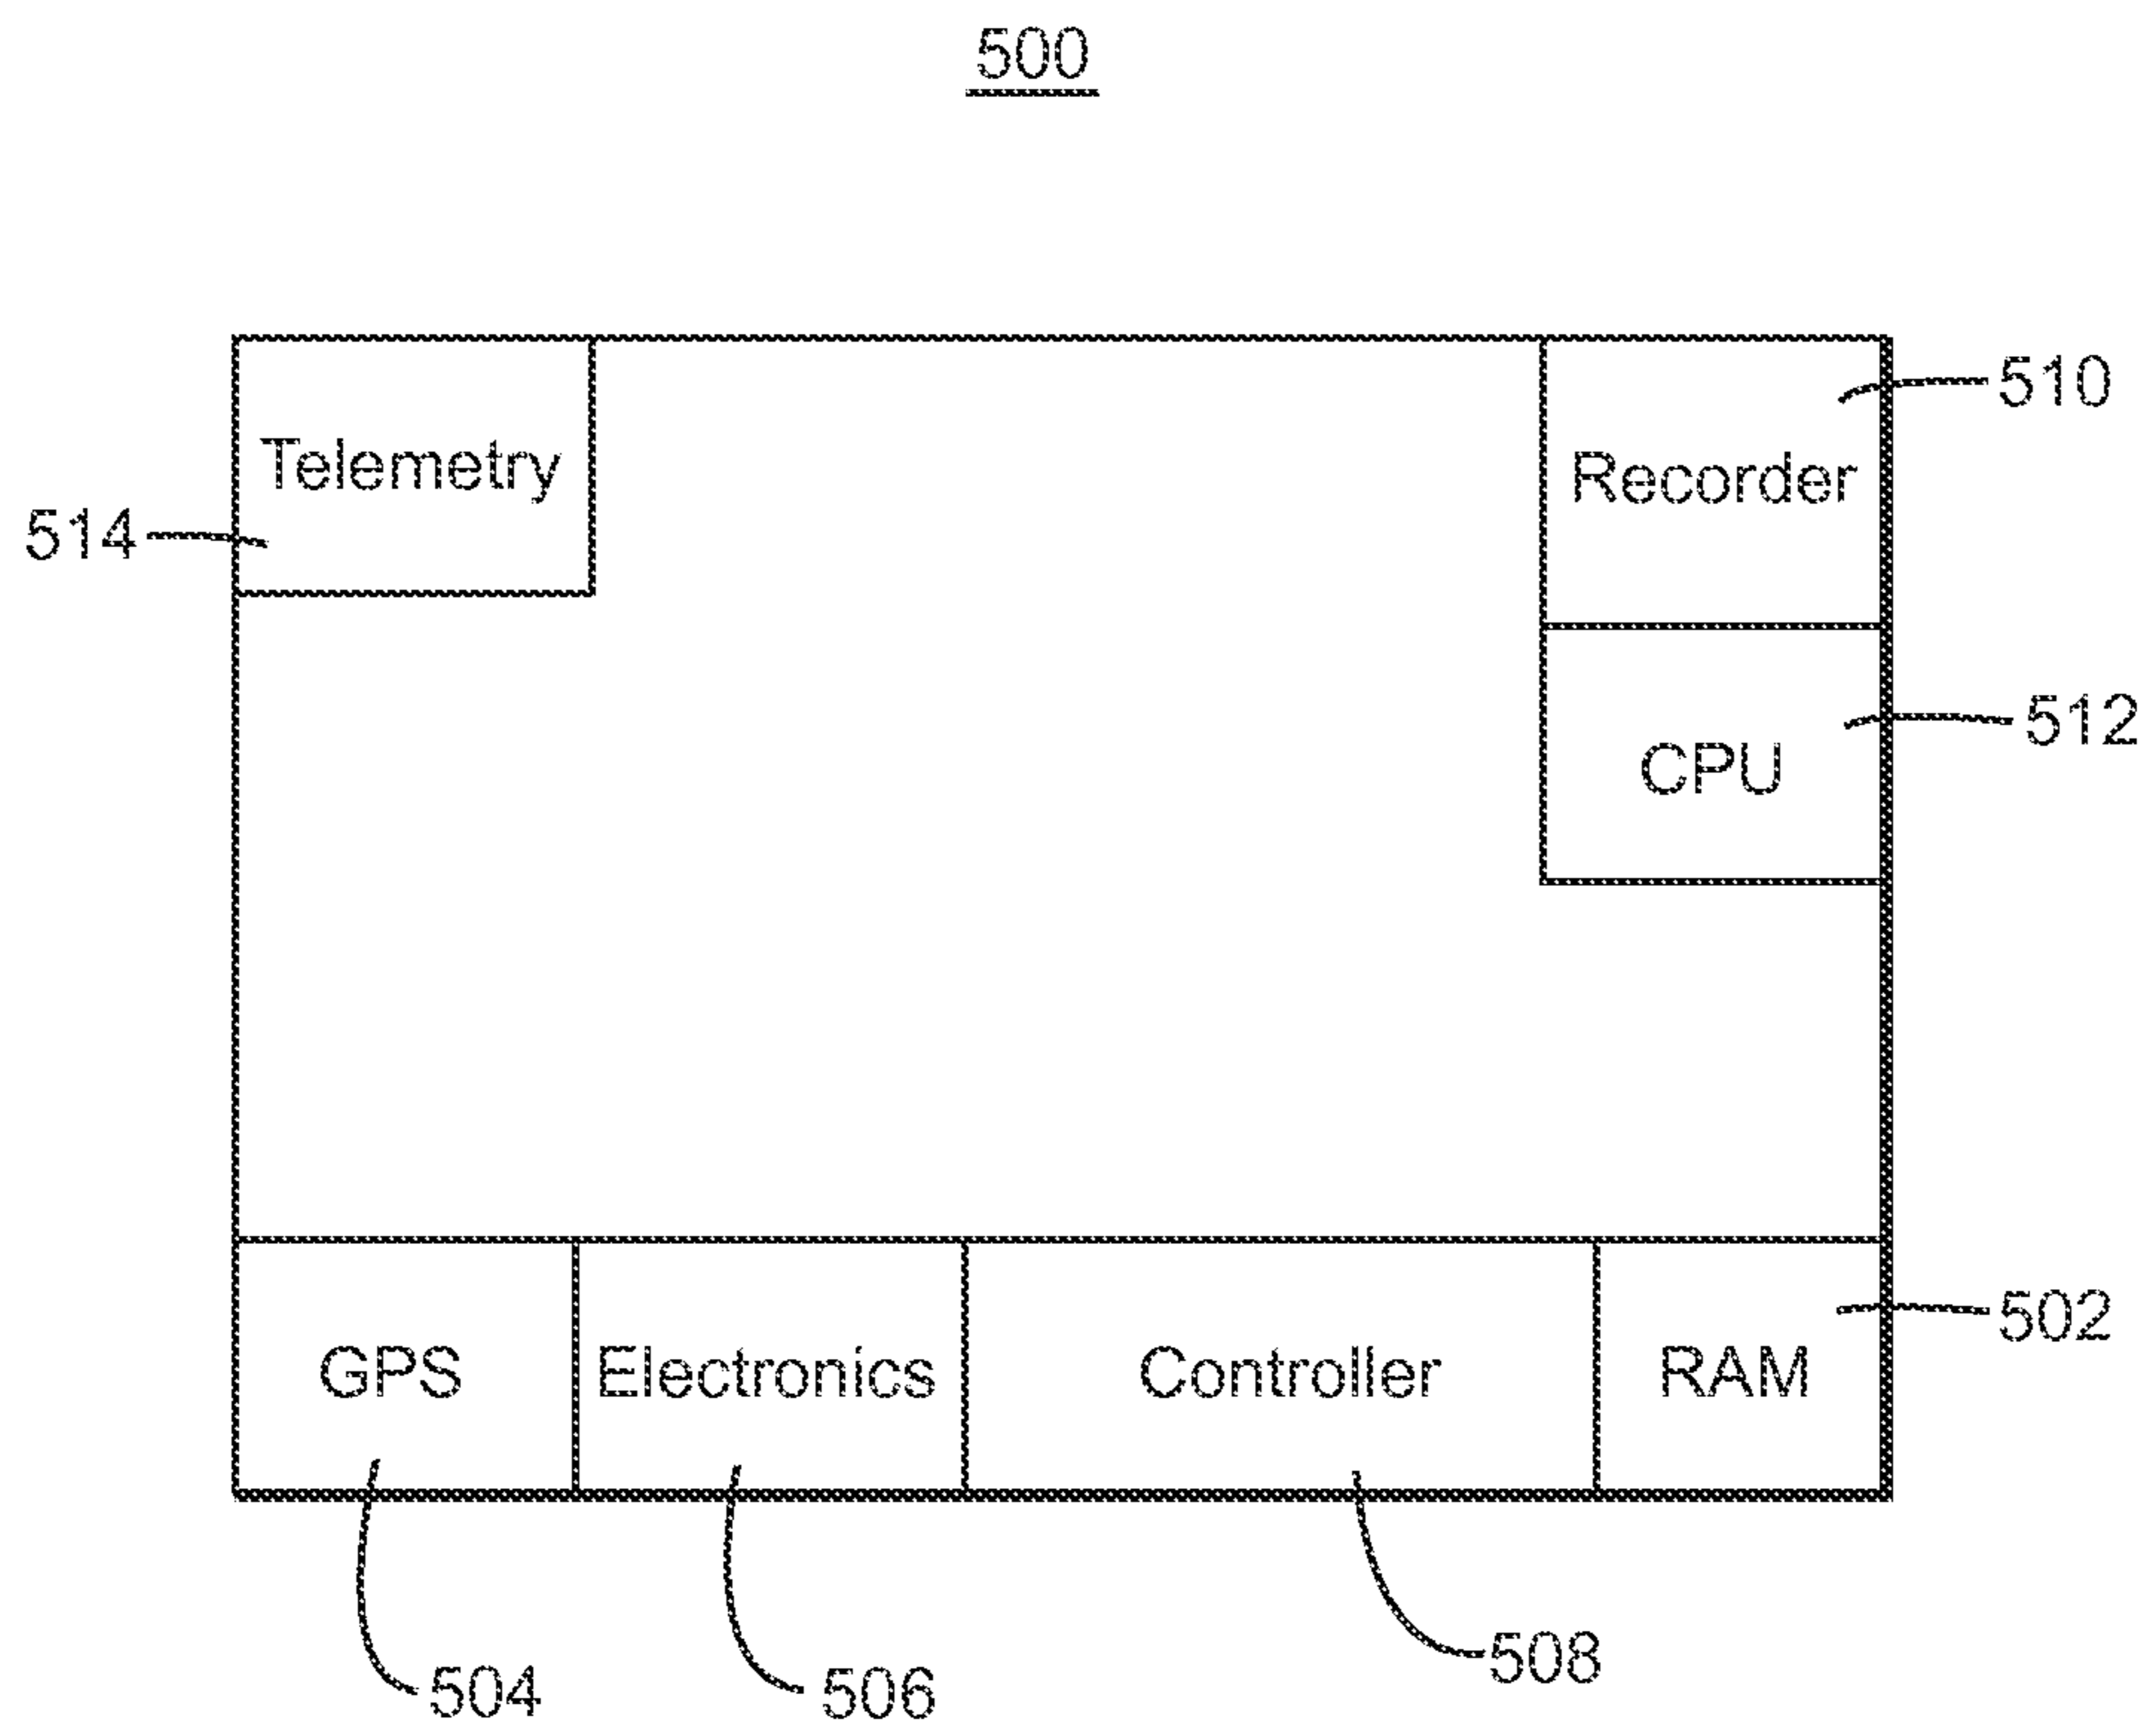 500
510
Telemetry
Recorder
514
512
CPU
502
GPS
Electronics
Controller
RAM
508
504
506